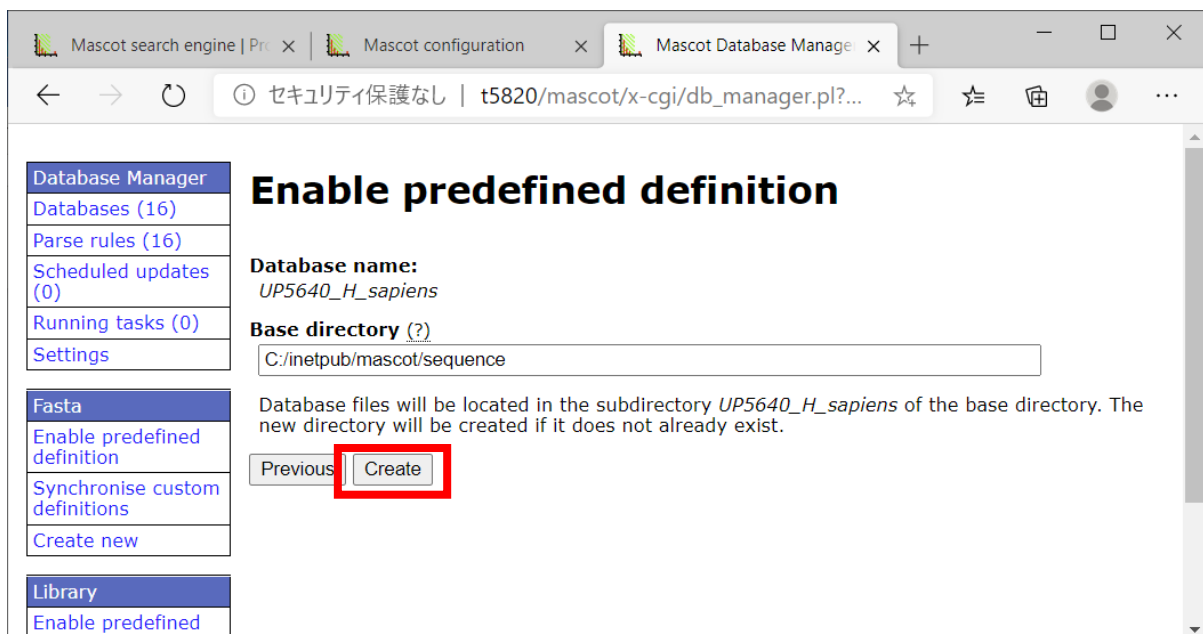 Mascot search engine | Pro
Mascot configuration
Mascot Database Manage
セキュリティ保護なし | t5820/mascot/x-cgi/db_manager.pl?...
Database Manager
Databases (16)
Parse rules (16)
Scheduled updates
(0)
Running tasks (0)
Settings
Fasta
Enable predefined
definition
Synchronise custom
definitions
Create new
Library
Enable predefined
Enable predefined definition
Database name:
UP5640_H_sapiens
Base directory (?)
C:/inetpub/mascot/sequence
Database files will be located in the subdirectory UP5640_H_sapiens of the base directory. The
new directory will be created if it does not already exist.
Previous Create